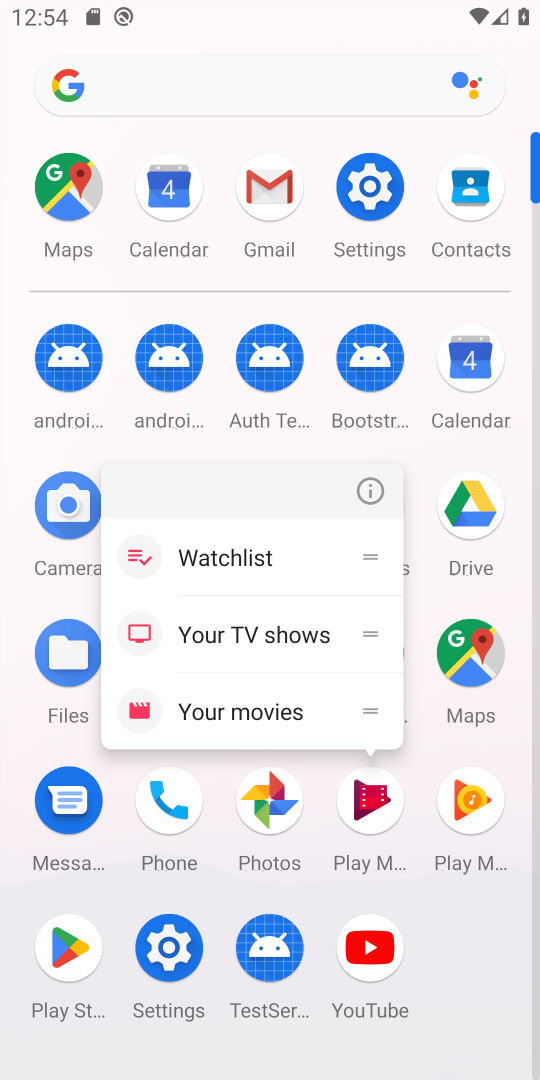 12:54
Maps Calendar Gmail Settings Contacts
4
androi... androi... Auth Te... Bootstr... Calendar
4
Camera s Drive
Watchlist
Your TV shows
Your movies
Files .. Maps
Messa... Phone Photos Play M... Play M...
Play St... Settings TestSer... YouTube